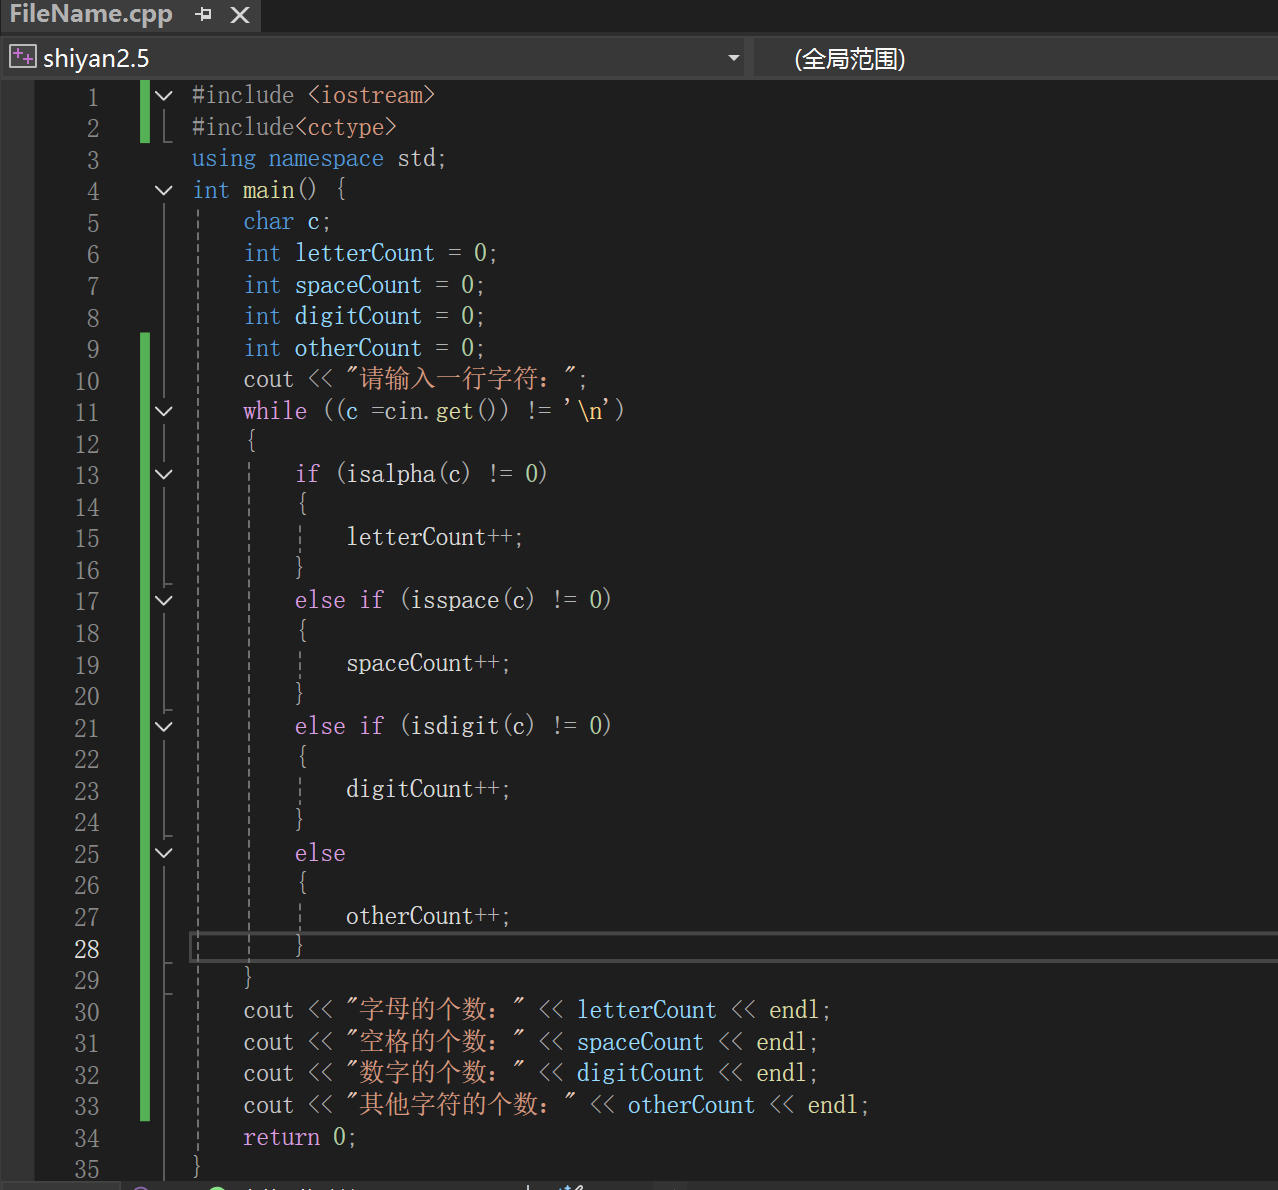 FileName.cpp
shiyan2.5 (全局范围)
1 #include <iostream>
2 #include<cctype>
3 using namespace std;
4 int main() {
5 char c;
6 int letterCount = 0;
7 int spaceCount = 0;
8 int digitCount = 0;
9 int otherCount = 0;
10 cout << "请输入一行字符：";
11 while ((c =cin.get()) != '\n')
12 {
13 if (isalpha(c) != 0)
14 {
15 letterCount++;
16 }
17 else if (isspace(c) != 0)
18 {
19 spaceCount++;
20 }
21 else if (isdigit(c) != 0)
22 {
23 digitCount++;
24 }
25 else
26 {
27 otherCount++;
28 }
29 }
30 cout << "字母的个数：" << letterCount << endl;
31 cout << "空格的个数：" << spaceCount << endl;
32 cout << "数字的个数：" << digitCount << endl;
33 cout << "其他字符的个数：" << otherCount << endl;
34 return 0;
35 }